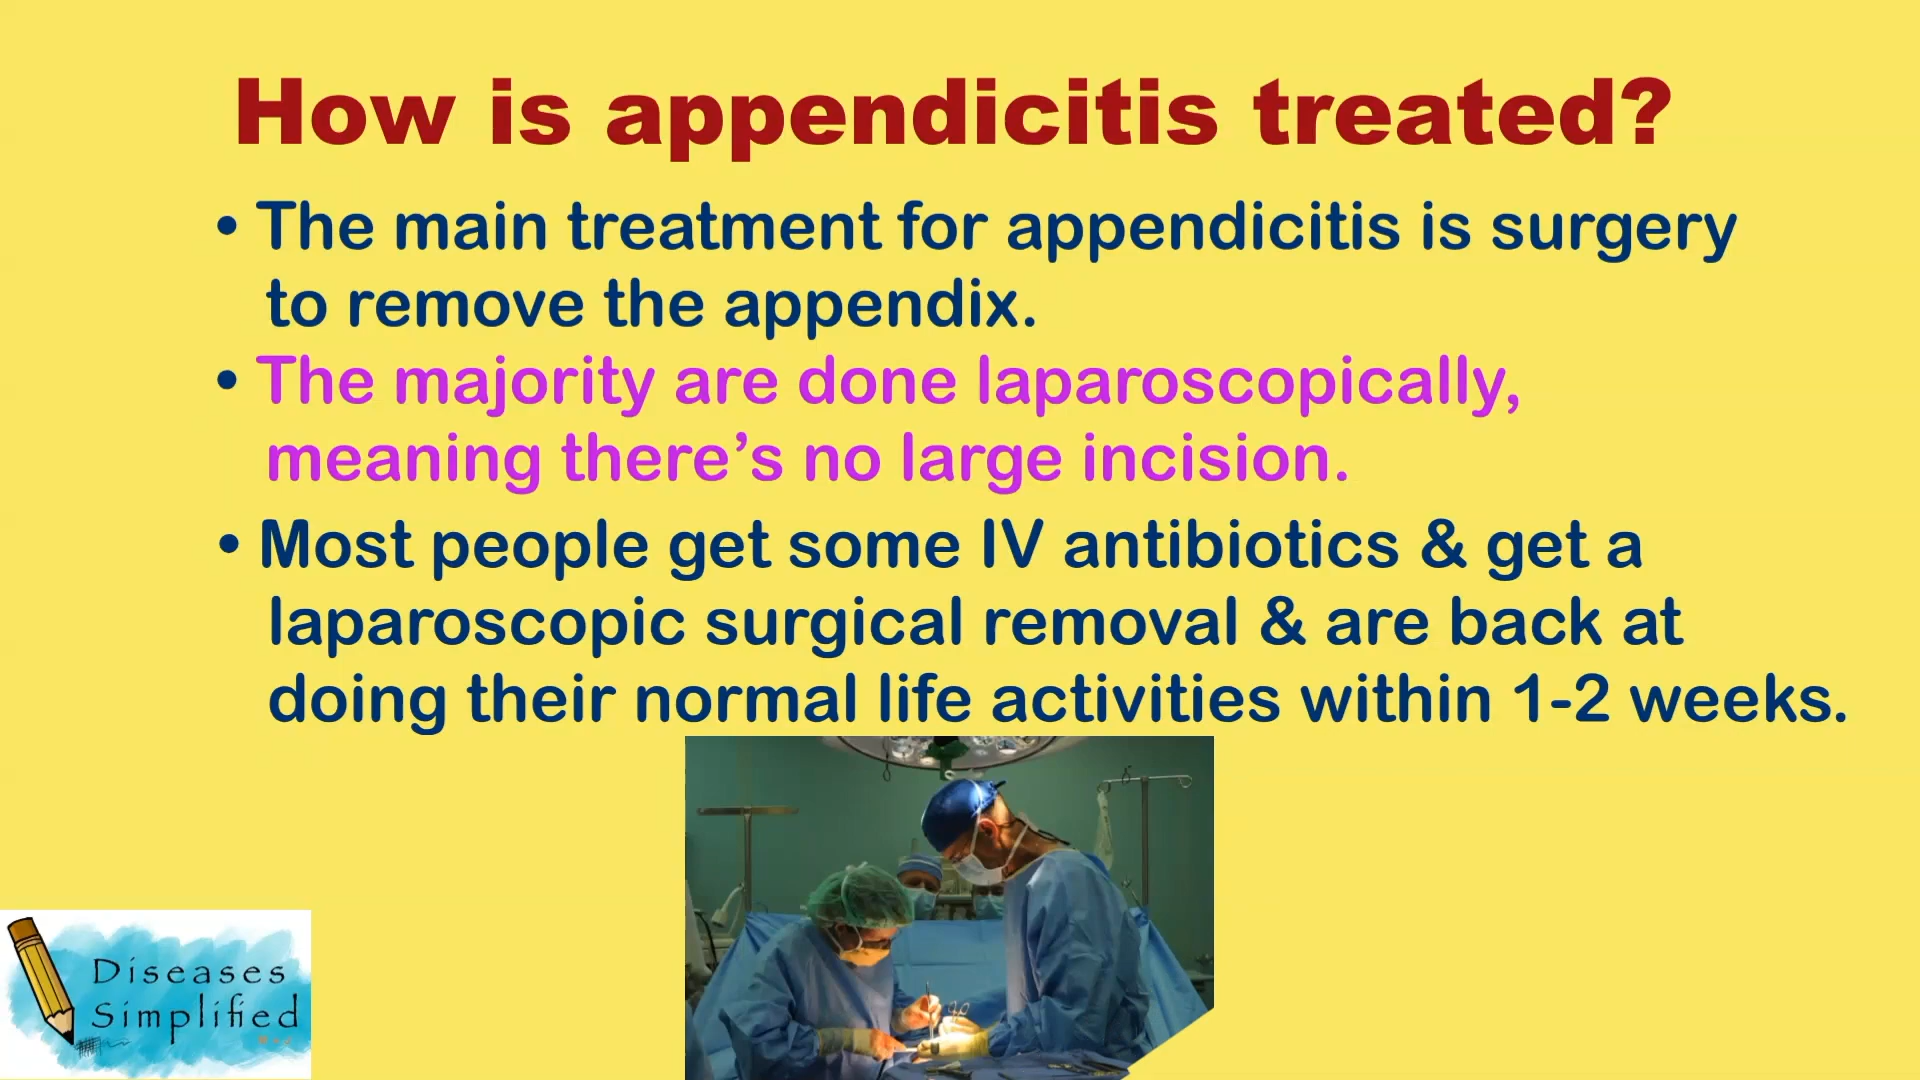 How is appendicitis treated?
• The main treatment for appendicitis is surgery
to remove the appendix.
• The majority are done laparoscopically,
meaning there’s no large incision.
• Most people get some IV antibiotics & get a
laparoscopic surgical removal & are back at
doing their normal life activities within 1-2 weeks.
Diseases
Simplified